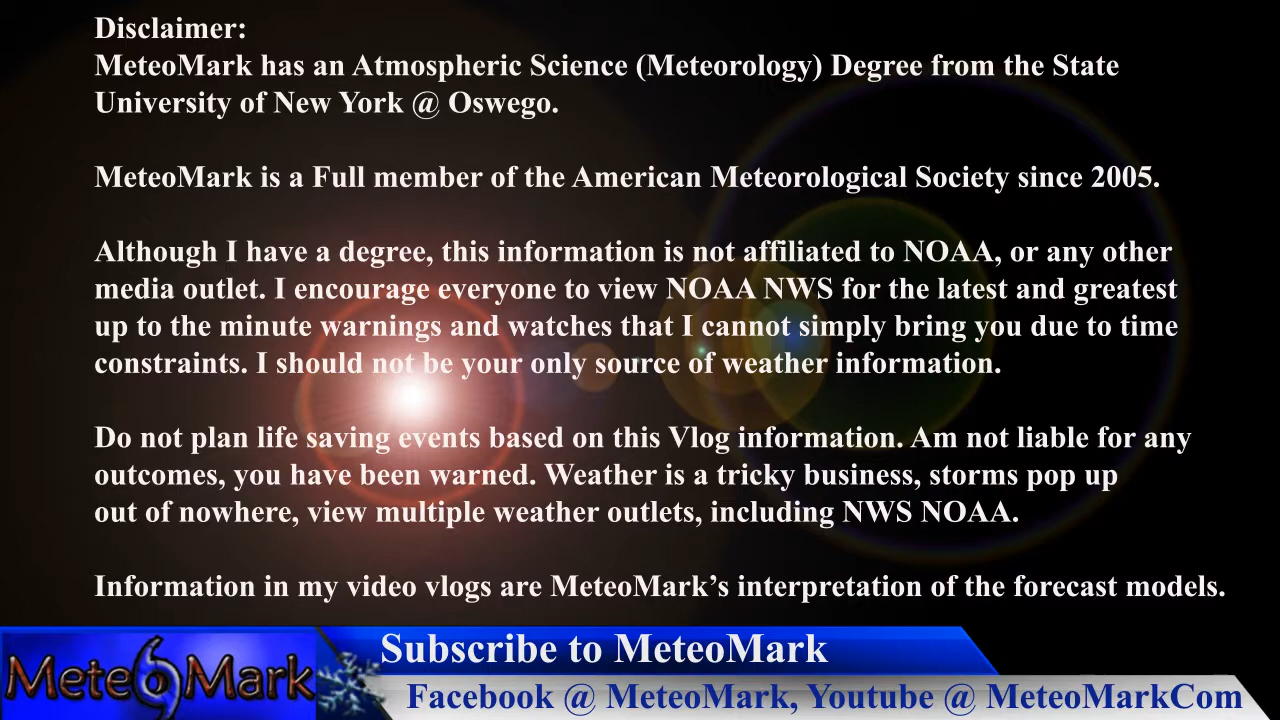 Disclaimer:
MeteoMark has an Atmospheric Science (Meteorology) Degree from the State
University of New York @ Oswego.
MeteoMark is a Full member of the American Meteorological Society since 2005.
Although I have a degree, this information is not affiliated to NOAA, or any other
media outlet. I encourage everyone to view NOAA NWS for the latest and greatest
up to the minute warnings and watches that I cannot simply bring you due to time
constraints. I should not be your only source of weather information.
Do not plan life saving events based on this Vlog information. Am not liable for any
outcomes, you have been warned. Weather is a tricky business, storms pop up
out of nowhere, view multiple weather outlets, including NWS NOAA.
Information in my video vlogs are MeteoMark’s interpretation of the forecast models.
Subscribe to MeteoMark
MeteoMark
Facebook @ MeteoMark, Youtube @ MeteoMarkCom